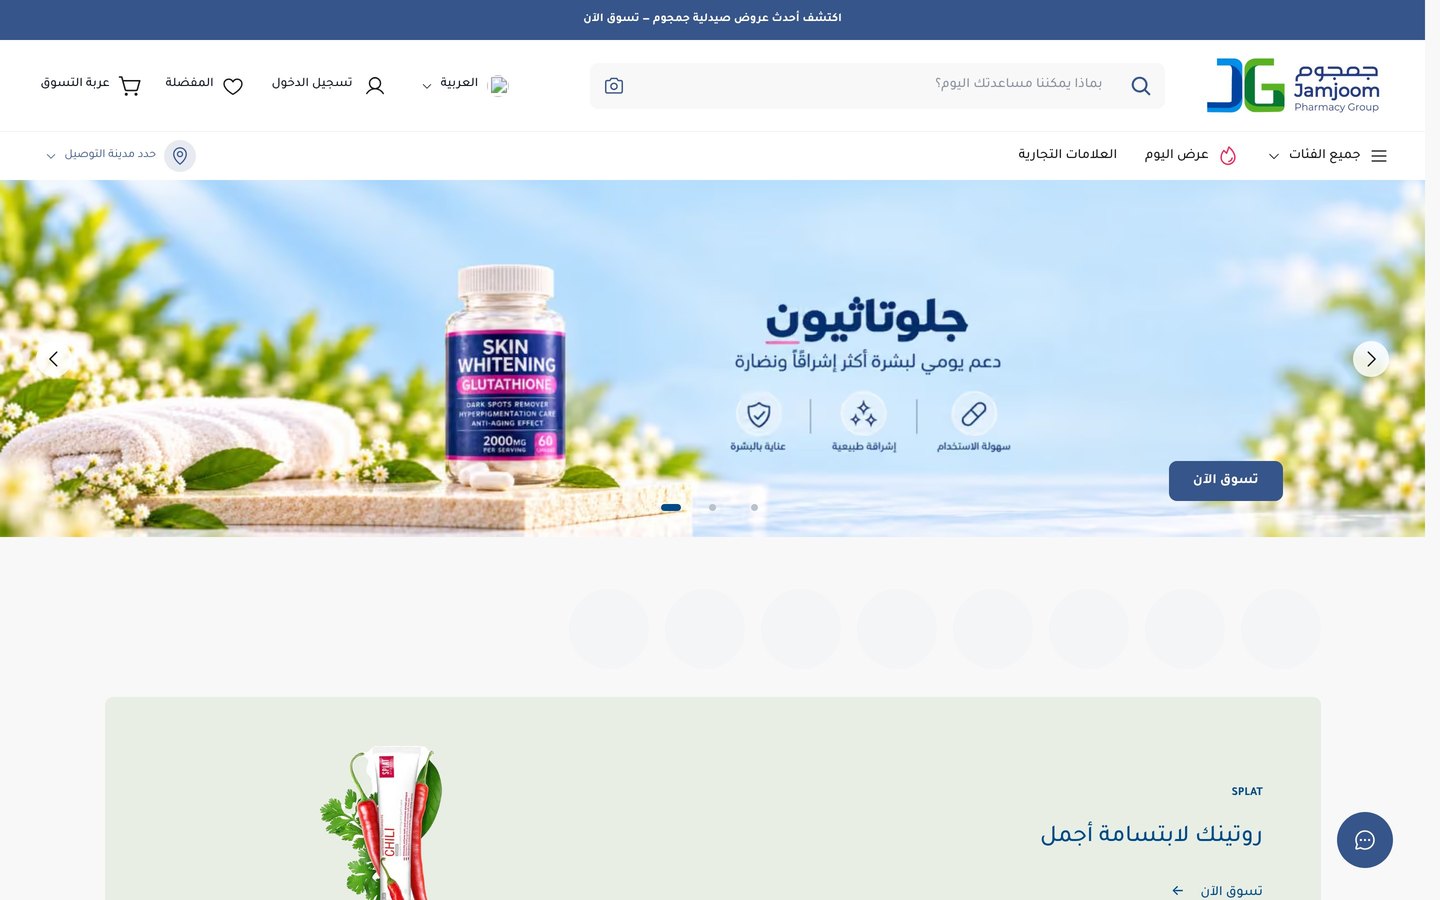 اكتشف أحدث عروض صيدلية جمجوم – تسوق الآن
جمجوم
Jamjoom
Pharmacy Group
بماذا يمكننا مساعدتك اليوم؟
العربية
تسجيل الدخول
المفضلة
عربة التسوق
جميع الفئات
عرض اليوم
العلامات التجارية
حدد مدينة التوصيل
جلوتاثيون
دعم يومي لبشرة أكثر إشراقًا ونضارة
سهولة الاستخدام
إشراقة طبيعية
عناية بالبشرة
SKIN
WHITENING
GLUTATHIONE
DARK SPOTS REMOVER
HYPERPIGMENTATION CARE
ANTI-AGING EFFECT
2000MG
PER SERVING
60
تسوق الآن
SPLAT
روتينك لابتسامة أجمل
تسوق الآن
SPLAT
CHILI